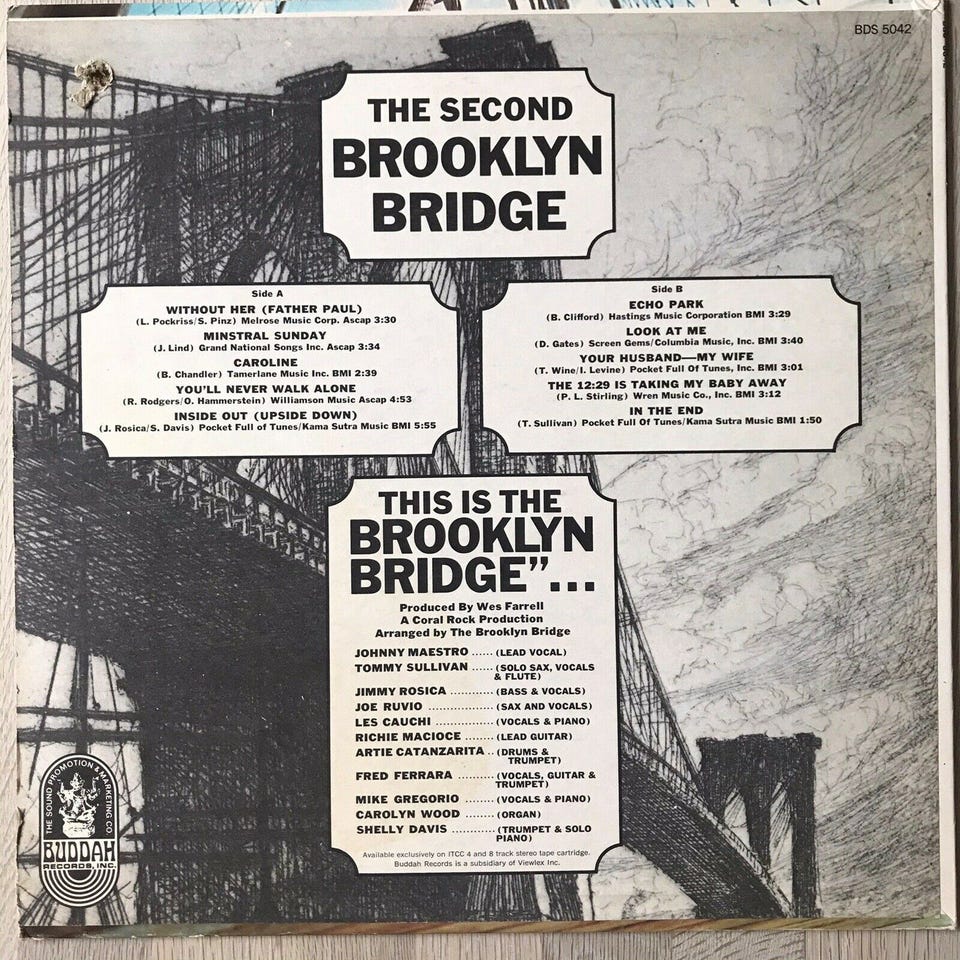 BDS 5042
THE SECOND
BROOKLYN
BRIDGE
Side A
WITHOUT HER (FATHER PAUL)
(L. Pockriss/S. Pinz) Melrose Music Corp. Ascap 3:30
MINSTRAL SUNDAY
(J. Lind) Grand National Songs Inc. Ascap 3:34
CAROLINE
(B. Chandler) Tamerlane Music Inc. BMI 2:39
YOU'LL NEVER WALK ALONE
(R. Rodgers/O. Hammerstein) Williamson Music Ascap 4:53
INSIDE OUT (UPSIDE DOWN)
(J. Rosica/S. Davis) Pocket Full of Tunes/Kama Sutra Music BMI 5:55
Side B
ECHO PARK
(B. Clifford) Hastings Music Corporation BMI 3:29
LOOK AT ME
(D. Gates) Screen Gems/Columbia Music, Inc. BMI 3:40
YOUR HUSBAND—MY WIFE
(T. Wine/I. Levine) Pocket Full Of Tunes, Inc. BMI 3:01
THE 12:29 IS TAKING MY BABY AWAY
(P. L. Stirling) Wren Music Co., Inc. BMI 3:12
IN THE END
(T. Sullivan) Pocket Full Of Tunes/Kama Sutra Music BMI 1:50
THIS IS THE
BROOKLYN
BRIDGE”...
Produced By Wes Farrell
A Coral Rock Production
Arranged by The Brooklyn Bridge
JOHNNY MAESTRO ...... (LEAD VOCAL)
TOMMY SULLIVAN ....... (SOLO SAX, VOCALS
& FLUTE)
JIMMY ROSICA ........... (BASS & VOCALS)
JOE RUVIO .................. (SAX AND VOCALS)
LES CAUCHI ............... (VOCALS & PIANO)
RICHIE MACIOCE ........ (LEAD GUITAR)
ARTIE CATANZARITA .. (DRUMS &
TRUMPET)
FRED FERRARA ......... (VOCALS, GUITAR &
TRUMPET)
MIKE GREGORIO ........ (VOCALS & PIANO)
CAROLYN WOOD ........ (ORGAN)
SHELLY DAVIS ............ (TRUMPET & SOLO
PIANO)
Available exclusively on ITCC 4 and 8 track stereo tape cartridge.
Buddah Records is a subsidiary of Viewlex Inc.
THE SOUND PROMOTION & MARKETING CO.
BUDDAH
RECORDS, INC.